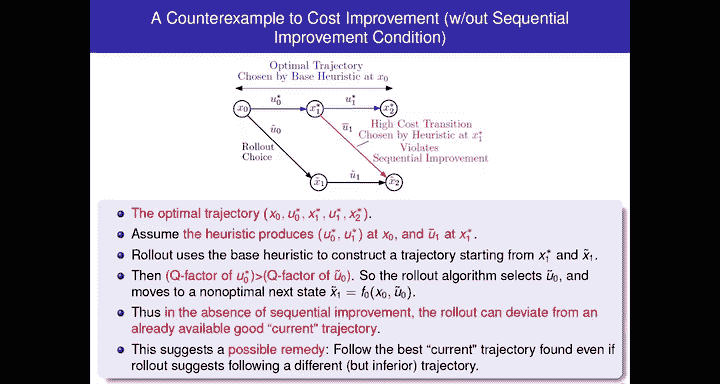 A Counterexample to Cost Improvement (w/out Sequential
Improvement Condition)
Optimal Trajectory
Chosen by Base Heuristic at x₀
x₀ u₀* x₁* u₁* x₂*
ũ₀ ū₁ High Cost Transition
Chosen by Heuristic at x₁*
Rollout Violates
Choice Sequential Improvement
x̃₁ ũ₁ x̃₂
The optimal trajectory (x₀, u₀*, x₁*, u₁*, x₂*).
Assume the heuristic produces (u₀*, u₁*) at x₀, and ū₁ at x₁*.
Rollout uses the base heuristic to construct a trajectory starting from x₁* and x̃₁.
Then (Q-factor of u₀*)>(Q-factor of ũ₀). So the rollout algorithm selects ũ₀, and
moves to a nonoptimal next state x̃₁ = f₀(x₀, ũ₀).
Thus in the absence of sequential improvement, the rollout can deviate from an
already available good “current” trajectory.
This suggests a possible remedy: Follow the best “current” trajectory found even if
rollout suggests following a different (but inferior) trajectory.